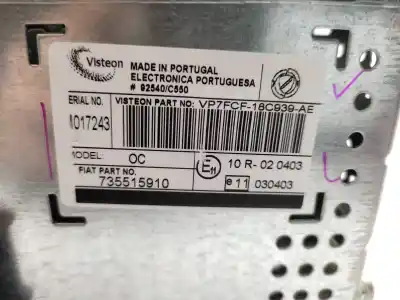 Visteon
MADE IN PORTUGAL
ELECTRONICA PORTUGUESA
# 92540/C550
ERIAL NO.
VISTEON PART NO: VP7FCF-18C939-AE
1017243
MODEL: OC
E11
10 R- 02 0403
FIAT PART NO.
735515910
e 11 030403